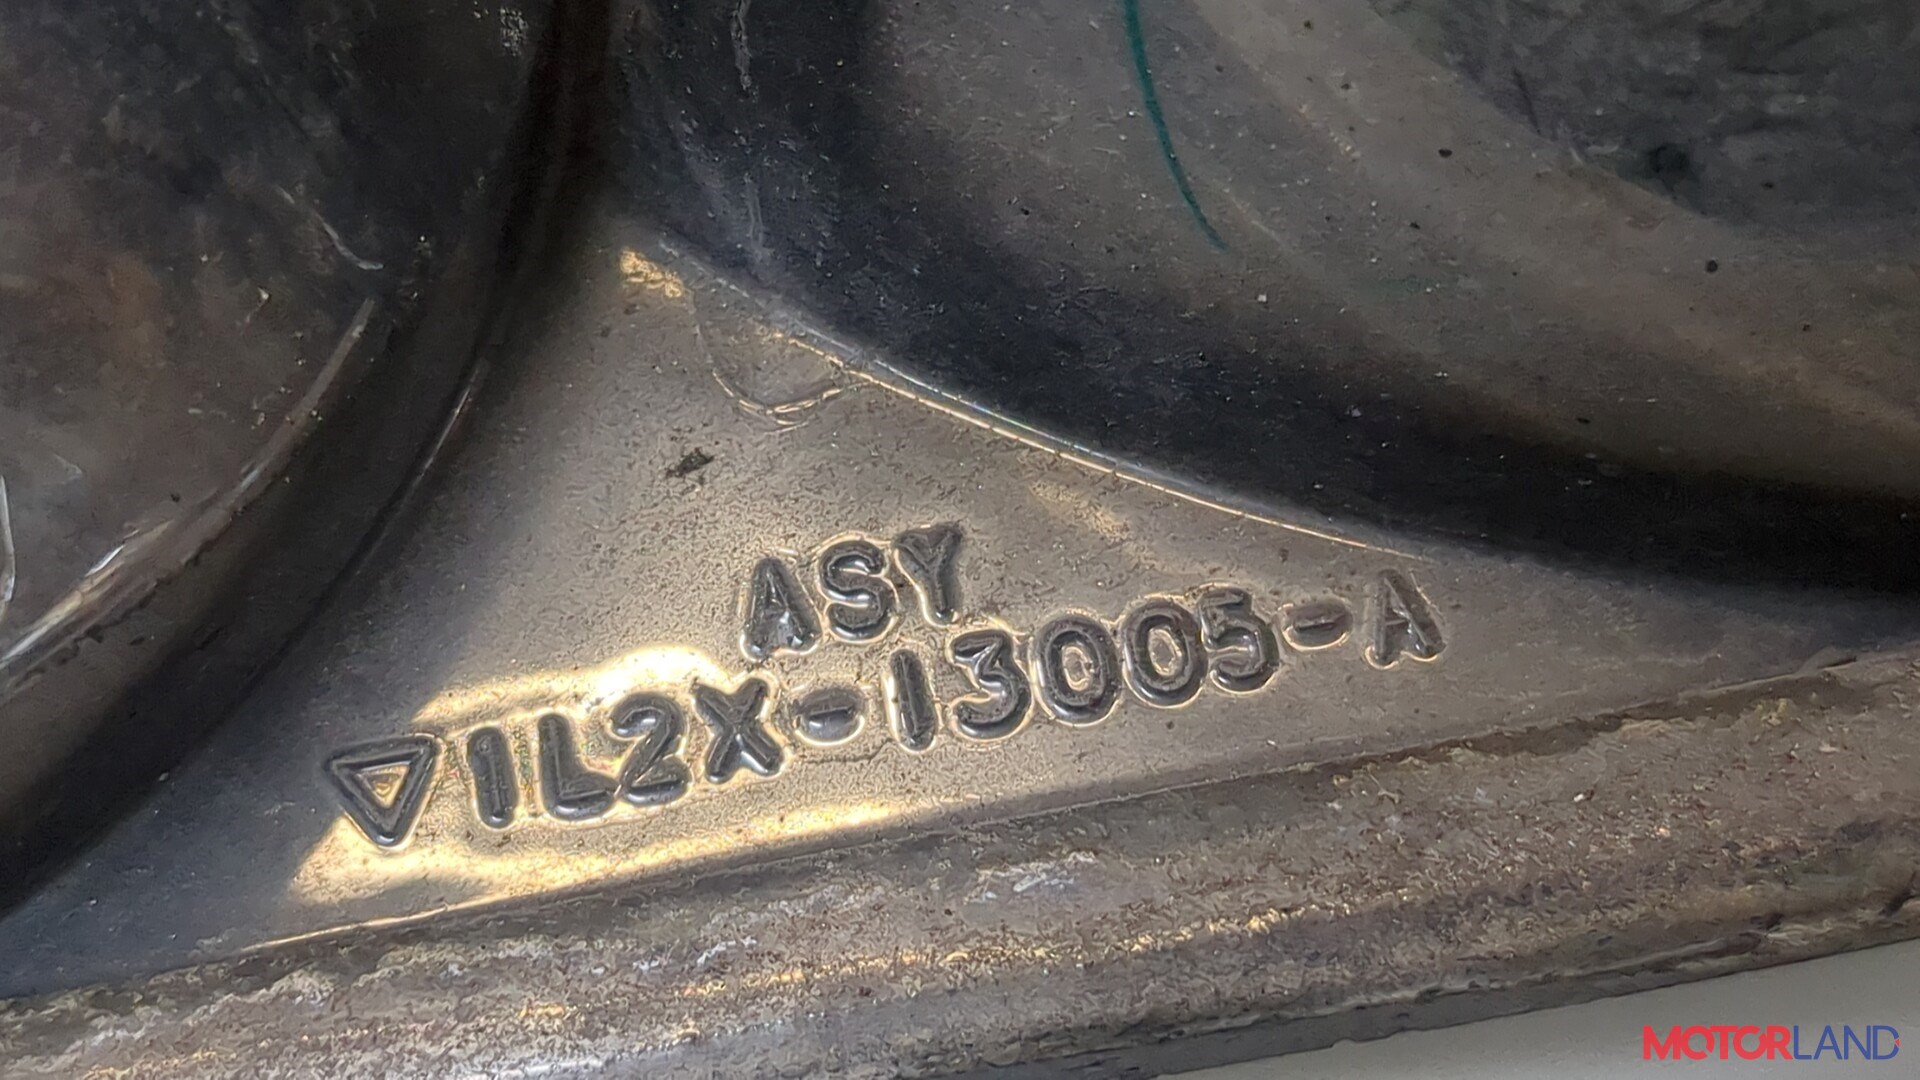 ASY
▽1L2X-13005-A
MOTORLAND